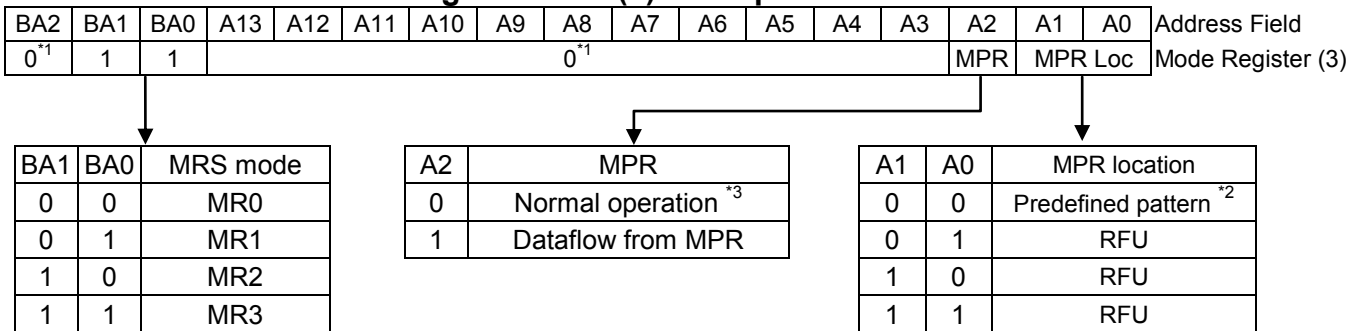 BA2 BA1 BA0 A13 A12 A11 A10 A9 A8 A7 A6 A5 A4 A3 A2 A1 A0 Address Field
0*1 1 1 0*1 MPR MPR Loc Mode Register (3)
BA1 BA0 MRS mode A2 MPR A1 A0 MPR location
0 0 MR0 0 Normal operation *3 0 0 Predefined pattern *2
0 1 MR1 1 Dataflow from MPR 0 1 RFU
1 0 MR2 1 0 RFU
1 1 MR3 1 1 RFU